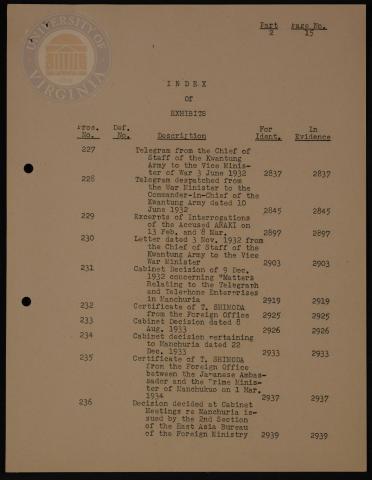 UNIVERSITY OF VIRGINIA
Part Page No.
2 15
INDEX
OF
EXHIBITS
Pros. Def. For In
No. No. Description Ident. Evidence
227 Telegram from the Chief of
Staff of the Kwantung
Army to the Vice Minis-
ter of War 3 June 1932 2837 2837
228 Telegram despatched from
the War Minister to the
Commander-in-Chief of the
Kwantung Army dated 10
June 1932 2845 2845
229 Excerpts of Interrogations
of the Accused ARAKI on
13 Feb. and 8 Mar. 2897 2897
230 Letter dated 3 Nov. 1932 from
the Chief of Staff of the
Kwantung Army to the Vice
War Minister 2903 2903
231 Cabinet Decision of 9 Dec.
1932 concerning "Matters
Relating to the Telegraph
and Telephone Enterprises
in Manchuria 2919 2919
232 Certificate of T. SHIMODA
from the Foreign Office 2925 2925
233 Cabinet Decision dated 8
Aug. 1933 2926 2926
234 Cabinet decision pertaining
to Manchuria dated 22
Dec. 1933 2933 2933
235 Certificate of T. SHIMODA
from the Foreign Office
between the Japanese Ambas-
sador and the Prime Minis-
ter of Manchukuo on 1 Mar.
1934 2937 2937
236 Decision decided at Cabinet
Meetings re Manchuria is-
sued by the 2nd Section
of the East Asia Bureau
of the Foreign Ministry 2939 2939